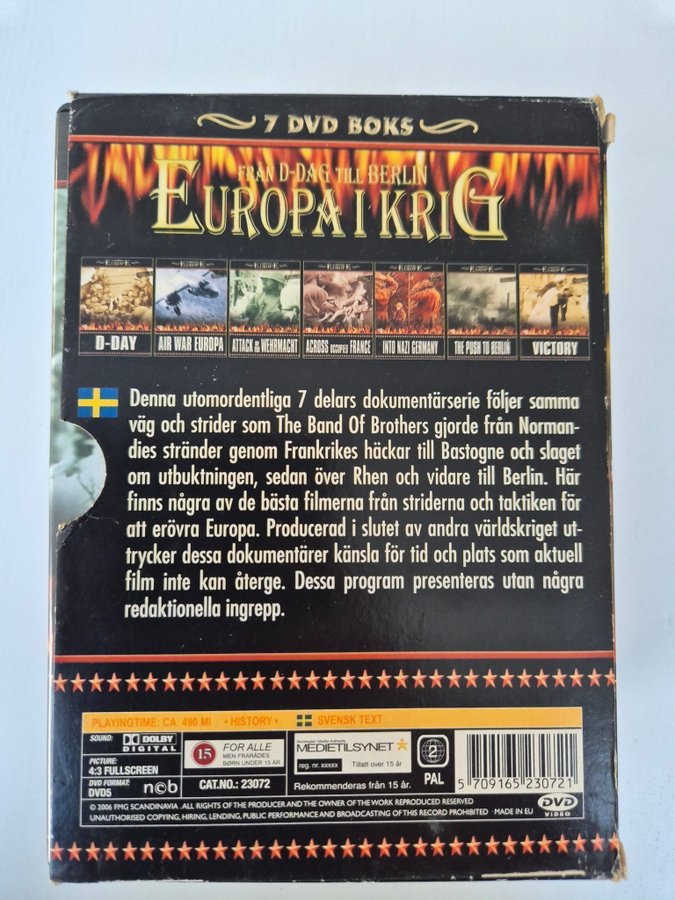 7 DVD BOKS
FRÅN D-DAG TILL BERLIN
EUROPA I KRIG
D-DAY
AIR WAR EUROPA
ATTACK & WEHRMACHT
ACROSS OCCUPIED FRANCE
INTO NAZI GERMANY
THE PUSH TO BERLIN
VICTORY
Denna utomordentliga 7 delars dokumentärserie följer samma
väg och strider som The Band Of Brothers gjorde från Norman-
dies stränder genom Frankrikes häckar till Bastogne och slaget
om utbuktningen, sedan över Rhen och vidare till Berlin. Här
finns några av de bästa filmerna från striderna och taktiken för
att erövra Europa. Producerad i slutet av andra världskriget ut-
trycker dessa dokumentärer känsla för tid och plats som aktuell
film inte kan återge. Dessa program presenteras utan några
redaktionella ingrepp.
PLAYINGTIME: CA. 490 MI • HISTORY • SVENSK TEXT
SOUND: DOLBY
DIGITAL
PICTURE:
4:3 FULLSCREEN
DVD FORMAT:
DVD5
ncb
15 FOR ALLE
MEN FRARÅDES
BØRN UNDER 15 ÅR
CAT.NO.: 23072
Norwegian Media Authority
MEDIETILSYNET
reg. nr. xxxxx Tillatt over 15 år
Rekommenderas från 15 år.
2
PAL
5 709165 230721
© 2006 FMG SCANDINAVIA . ALL RIGHTS OF THE PRODUCER AND THE OWNER OF THE WORK REPRODUCED RESERVED
UNAUTHORISED COPYING, HIRING, LENDING, PUBLIC PERFORMANCE AND BROADCASTING OF THIS RECORD PROHIBITED · MADE IN EU
DVD
VIDEO